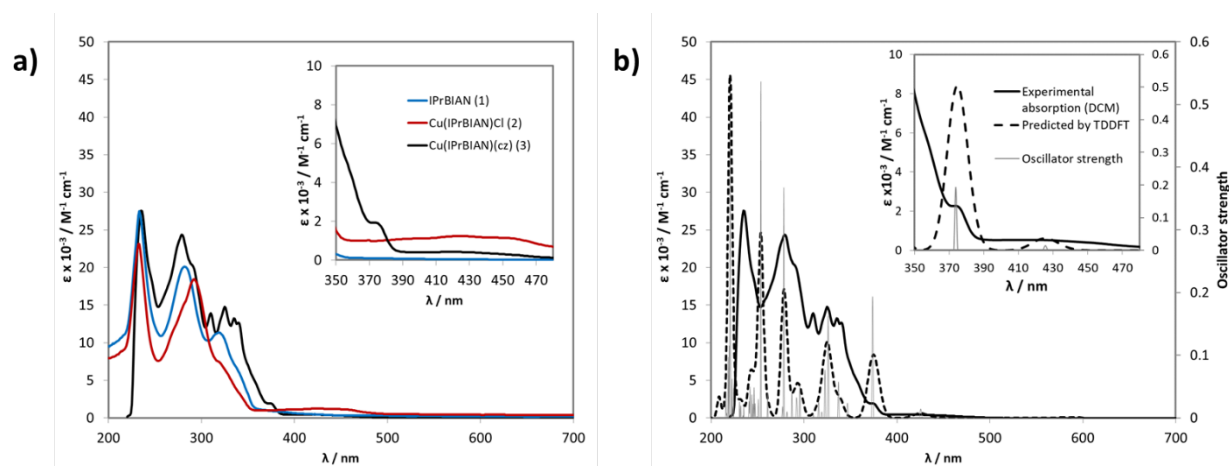 a)
ε x 10⁻³ / M⁻¹ cm⁻¹
50
45
40
35
30
25
20
15
10
5
0
200 300 400 500 600 700
λ / nm
ε x 10⁻³ / M⁻¹ cm⁻¹
10
8
6
4
2
0
350 370 390 410 430 450 470
λ / nm
IPrBIAN (1)
Cu(IPrBIAN)Cl (2)
Cu(IPrBIAN)(cz) (3)
b)
ε x 10⁻³ / M⁻¹ cm⁻¹
50
45
40
35
30
25
20
15
10
5
0
200 300 400 500 600 700
λ / nm
0.6
0.5
0.4
0.3
0.2
0.1
0
Oscillator strength
ε x10⁻³ / M⁻¹ cm⁻¹
10
8
6
4
2
0
350 390 430 470
λ / nm
0.6
0.5
0.4
0.3
0.2
0.1
0
Experimental
absorption (DCM)
Predicted by TDDFT
Oscillator strength